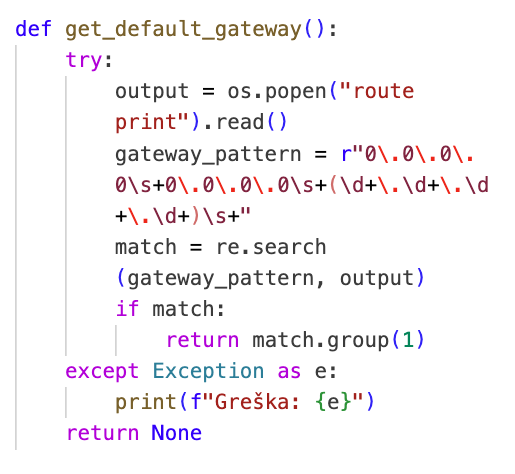 def get_default_gateway():
    try:
        output = os.popen("route
        print").read()
        gateway_pattern = r"0\.0\.0\.
        0\s+0\.0\.0\.0\s+(\d+\.\d+\.\d
        +\.\d+)\s+"
        match = re.search
        (gateway_pattern, output)
        if match:
            return match.group(1)
    except Exception as e:
        print(f"Greška: {e}")
    return None